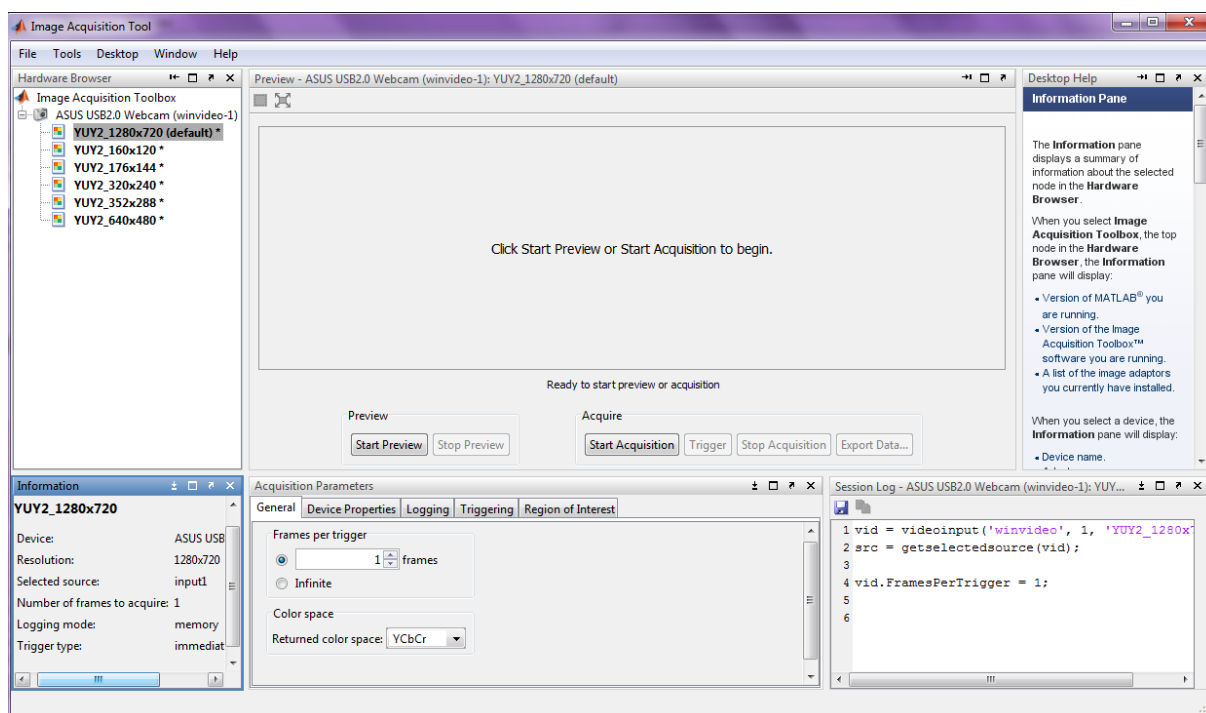 Image Acquisition Tool
File Tools Desktop Window Help
Hardware Browser
Image Acquisition Toolbox
ASUS USB2.0 Webcam (winvideo-1)
YUY2_1280x720 (default) *
YUY2_160x120 *
YUY2_176x144 *
YUY2_320x240 *
YUY2_352x288 *
YUY2_640x480 *
Preview - ASUS USB2.0 Webcam (winvideo-1): YUY2_1280x720 (default)
Click Start Preview or Start Acquisition to begin.
Ready to start preview or acquisition
Preview
Start Preview Stop Preview
Acquire
Start Acquisition Trigger Stop Acquisition Export Data...
Desktop Help
Information Pane
The Information pane
displays a summary of
information about the selected
node in the Hardware
Browser.
When you select Image
Acquisition Toolbox, the top
node in the Hardware
Browser, the Information
pane will display:
• Version of MATLAB® you
are running.
• Version of the Image
Acquisition Toolbox™
software you are running.
• A list of the image adaptors
you currently have installed.
When you select a device, the
Information pane will display:
• Device name.
Information
YUY2_1280x720
Device: ASUS USB
Resolution: 1280x720
Selected source: input1
Number of frames to acquire: 1
Logging mode: memory
Trigger type: immediat
Acquisition Parameters
General Device Properties Logging Triggering Region of Interest
Frames per trigger
1 frames
Infinite
Color space
Returned color space: YCbCr
Session Log - ASUS USB2.0 Webcam (winvideo-1): YUY...
1 vid = videoinput('winvideo', 1, 'YUY2_1280x7
2 src = getselectedsource(vid);
3
4 vid.FramesPerTrigger = 1;
5
6